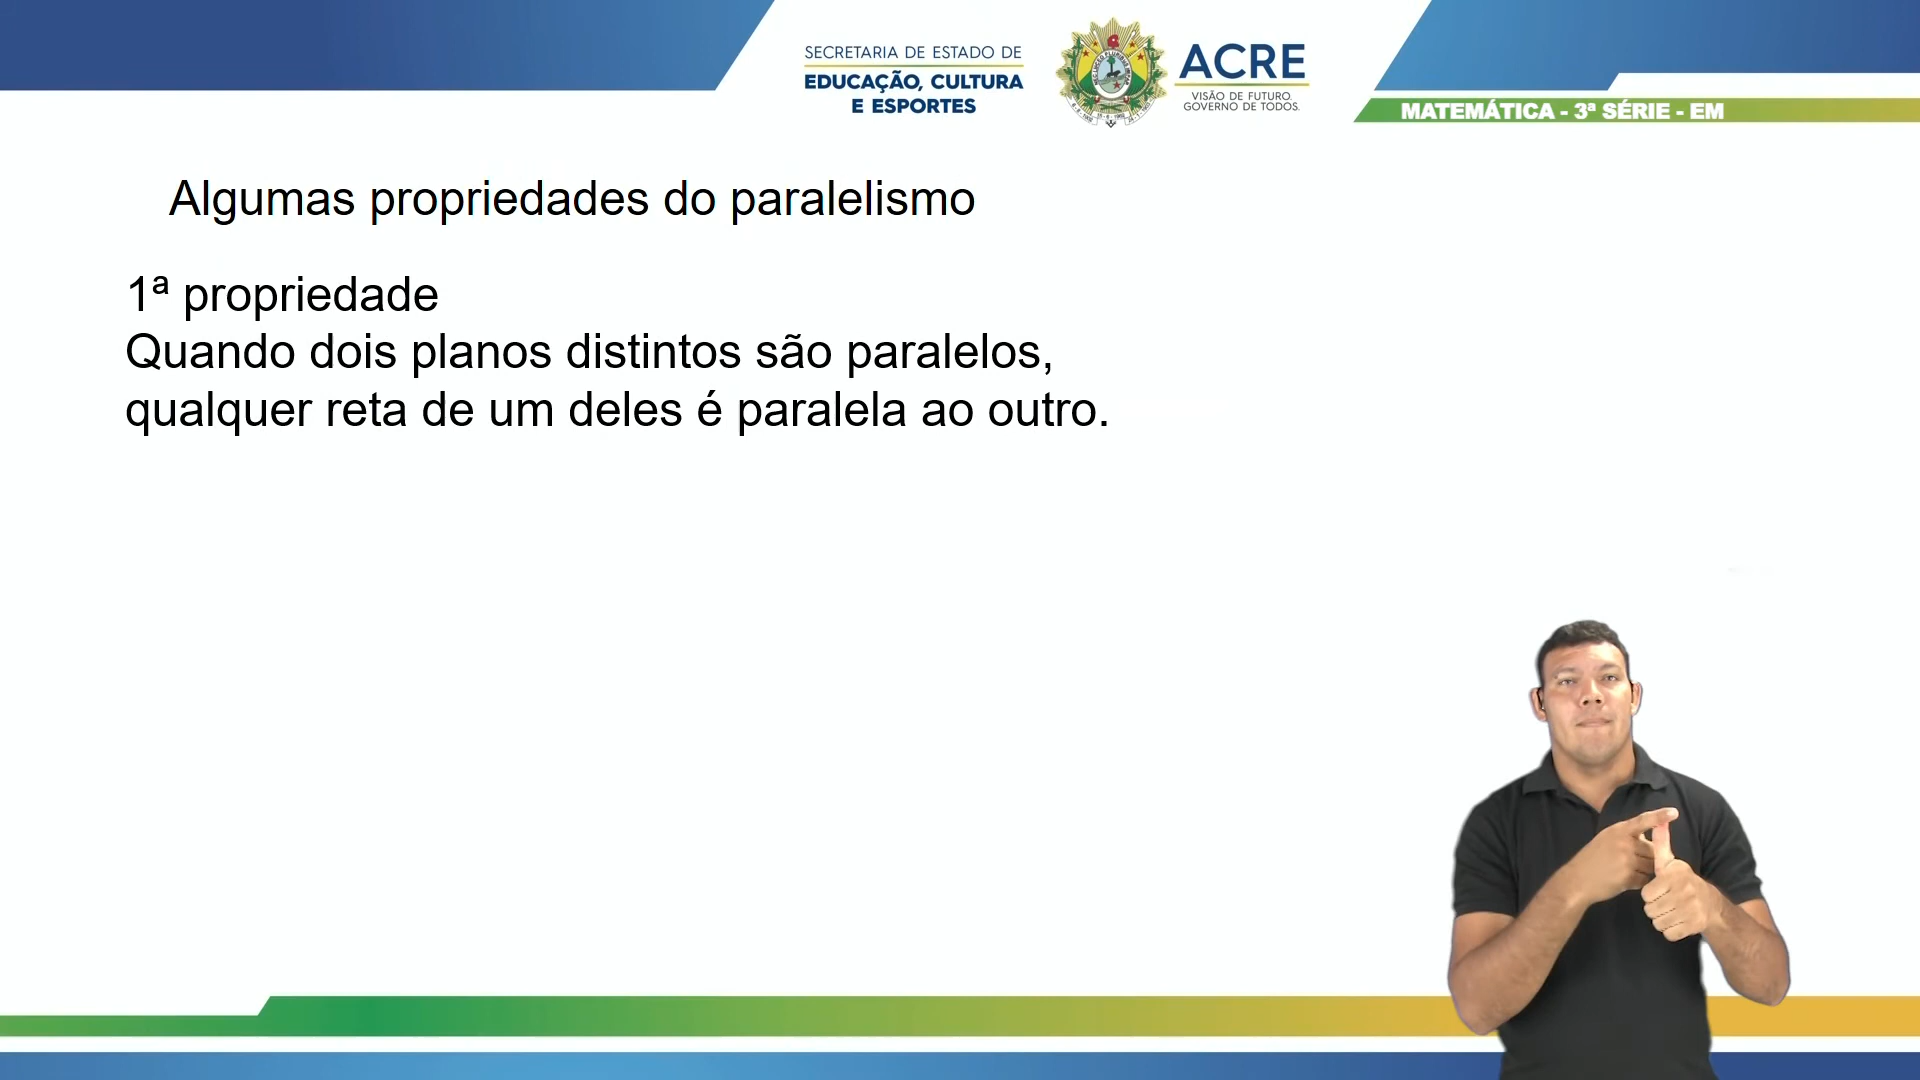 SECRETARIA DE ESTADO DE
EDUCAÇÃO, CULTURA
E ESPORTES
ACRE
VISÃO DE FUTURO.
GOVERNO DE TODOS.
MATEMÁTICA - 3ª SÉRIE - EM
Algumas propriedades do paralelismo
1ª propriedade
Quando dois planos distintos são paralelos,
qualquer reta de um deles é paralela ao outro.